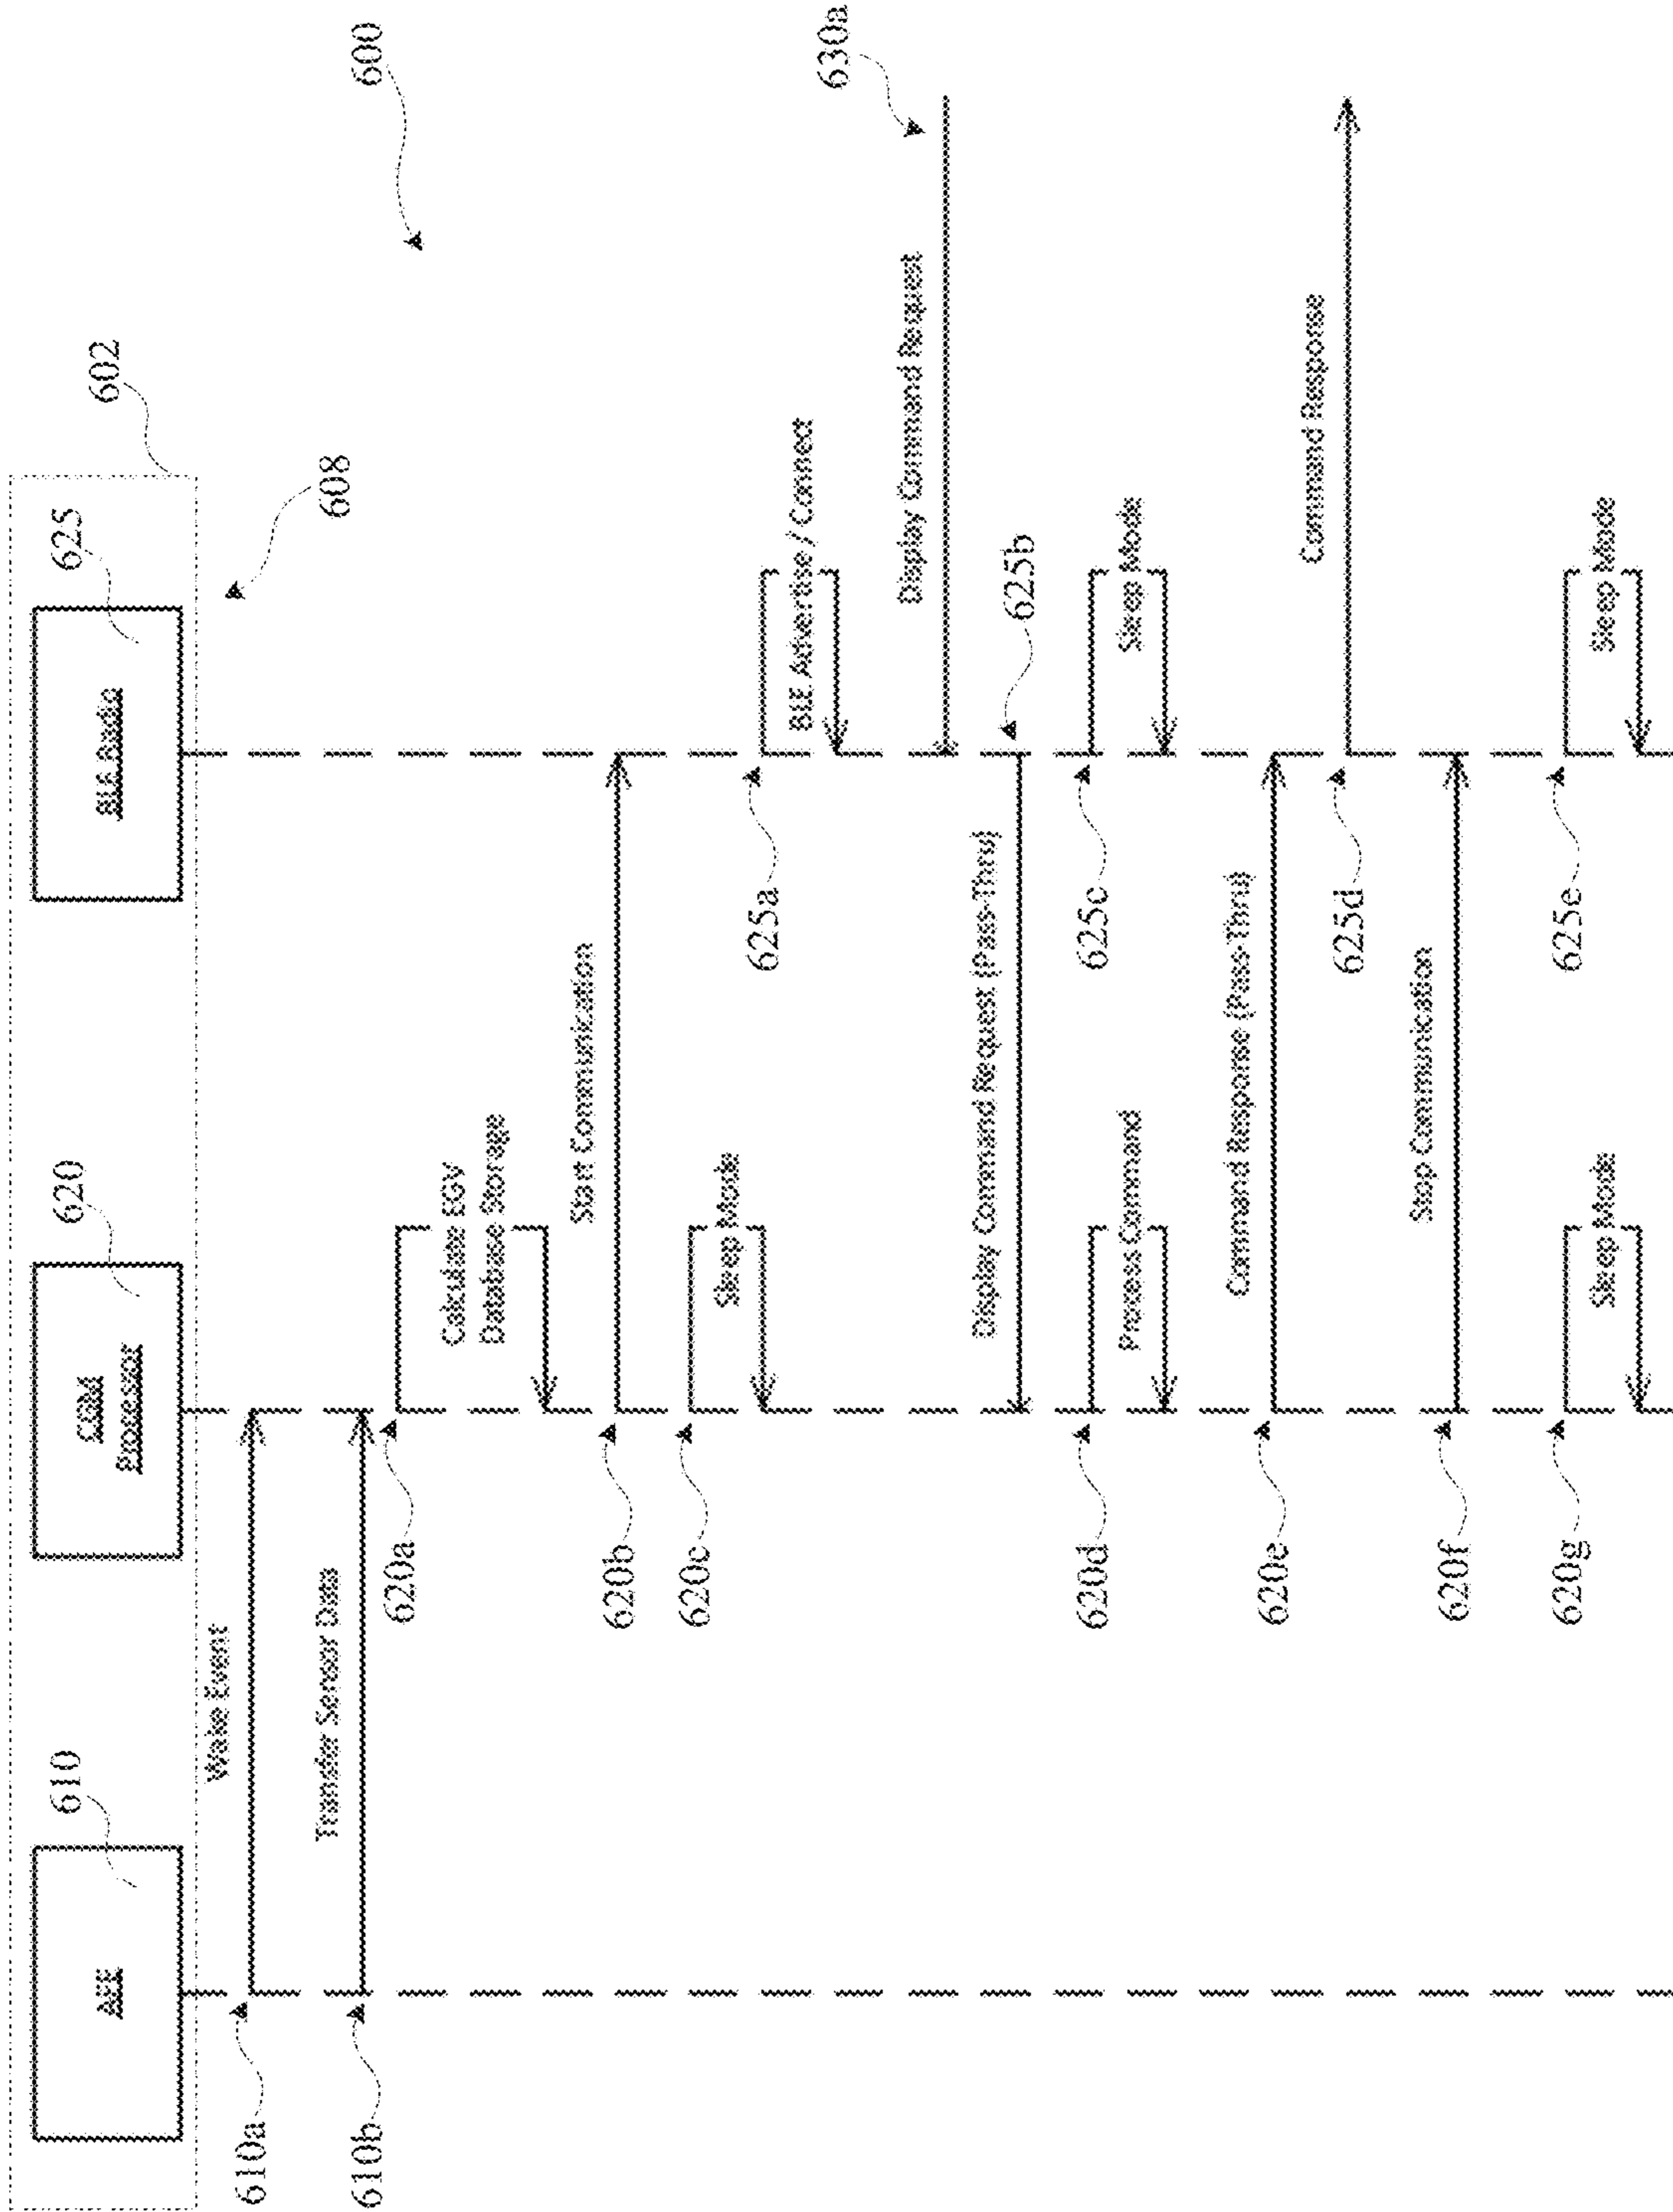 602
610
AFE
620
CGM
Processor
625
BLE Radio
608
600
610a
Wake Event
610b
Transfer Sensor Data
620a
Calculate EGV
Database Storage
620b
Start Communication
620c
Sleep Mode
625a
BLE Advertise / Connect
630a
Display Command Request
Display Command Request (Pass-Thru)
625b
620d
Process Command
625c
Sleep Mode
620e
Command Response (Pass-Thru)
625d
Command Response
620f
Stop Communication
620g
Sleep Mode
625e
Sleep Mode